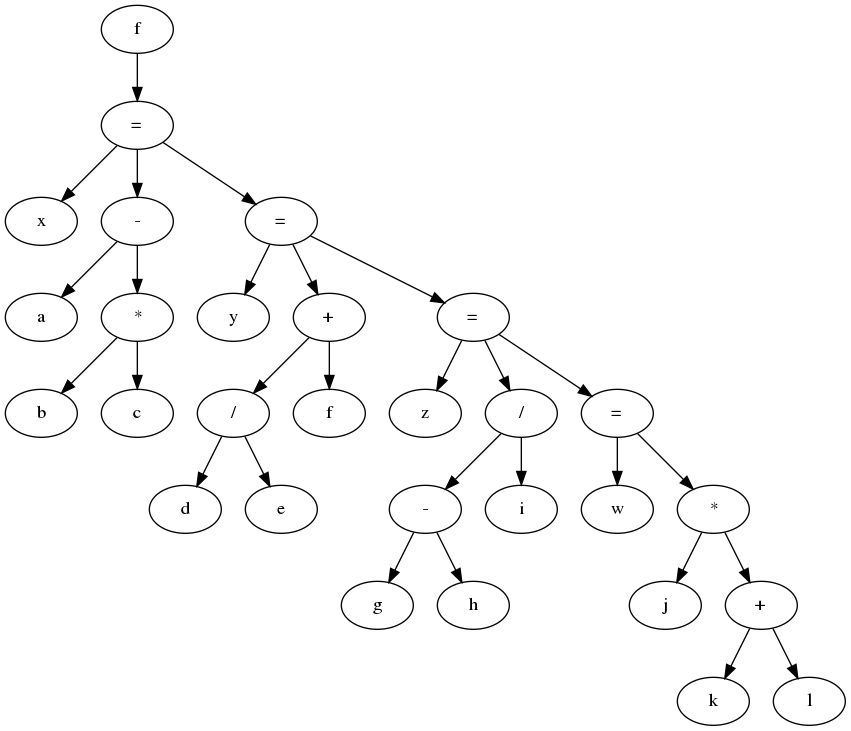 f
=
x - =
a * y + =
b c / f z / =
d e - i w *
g h j +
k l